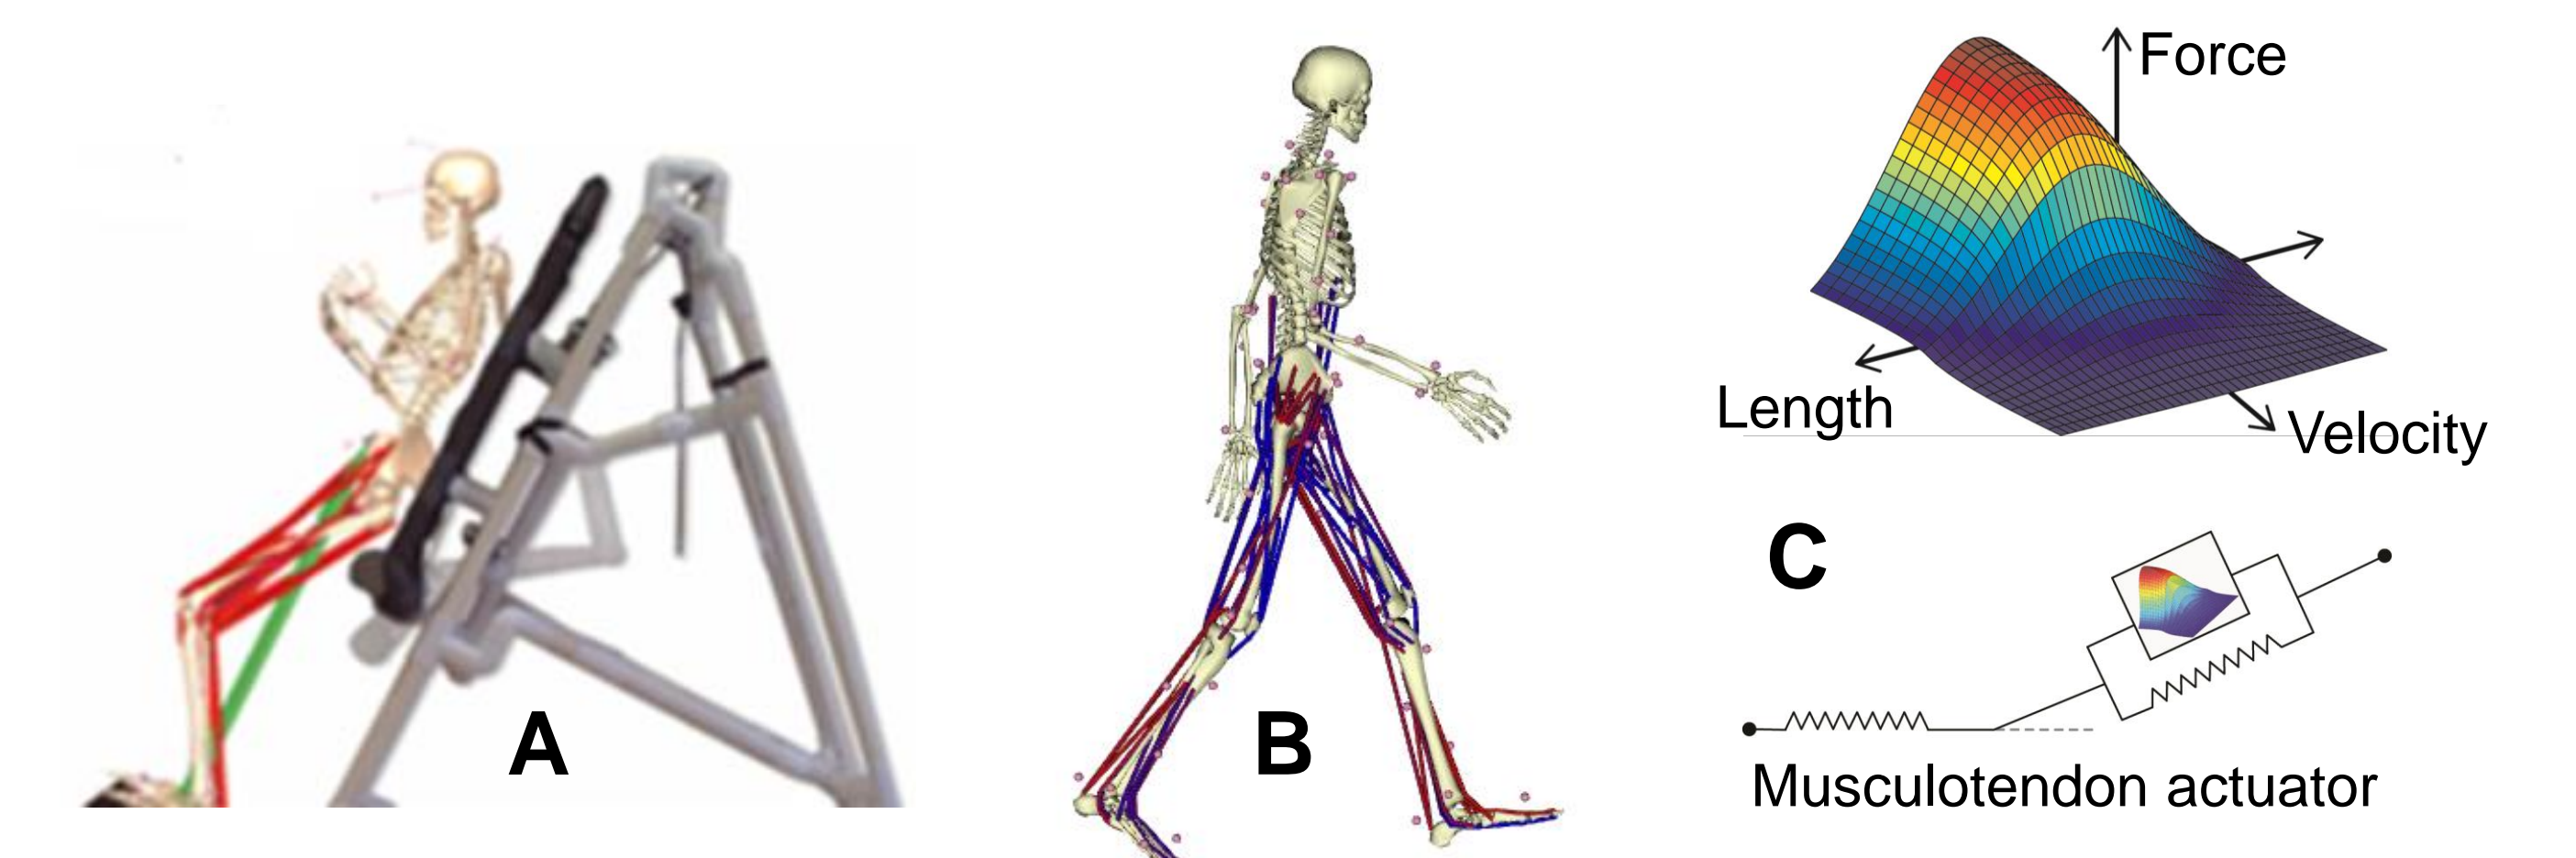 A
B
Force
Length
Velocity
C
Musculotendon actuator